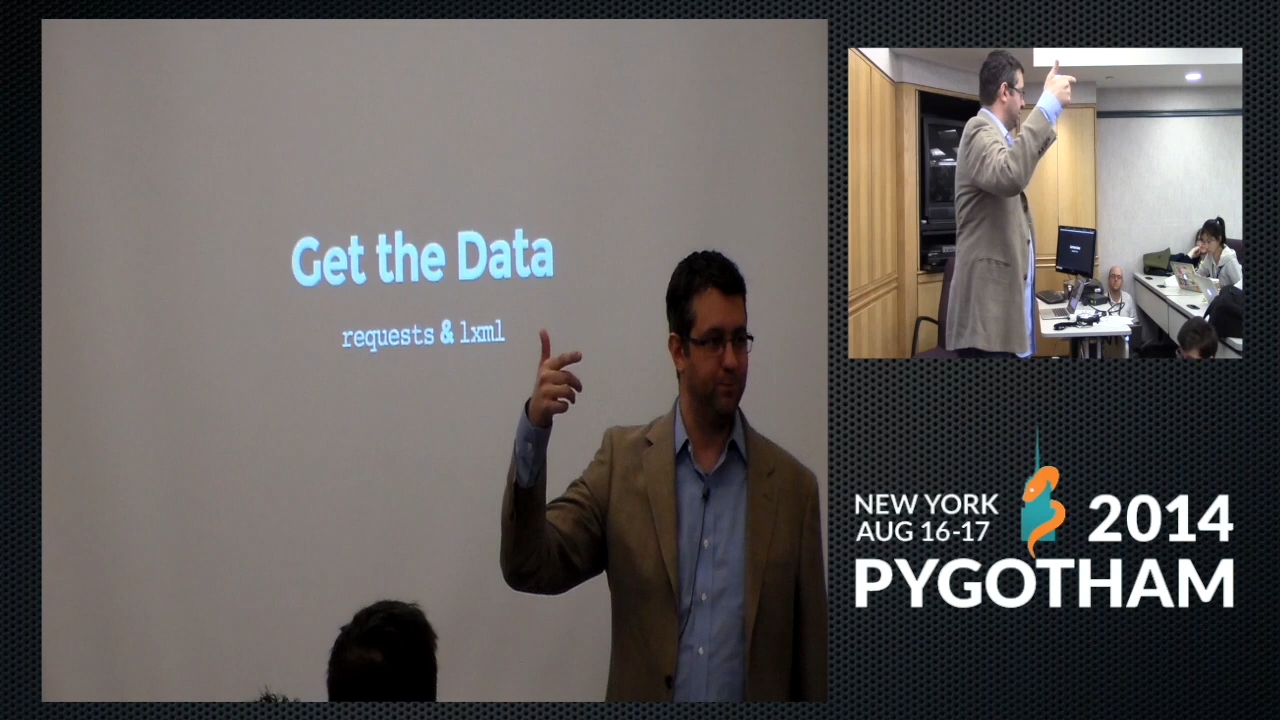 Get the Data
requests & lxml
NEW YORK
AUG 16-17
2014
PYGOTHAM